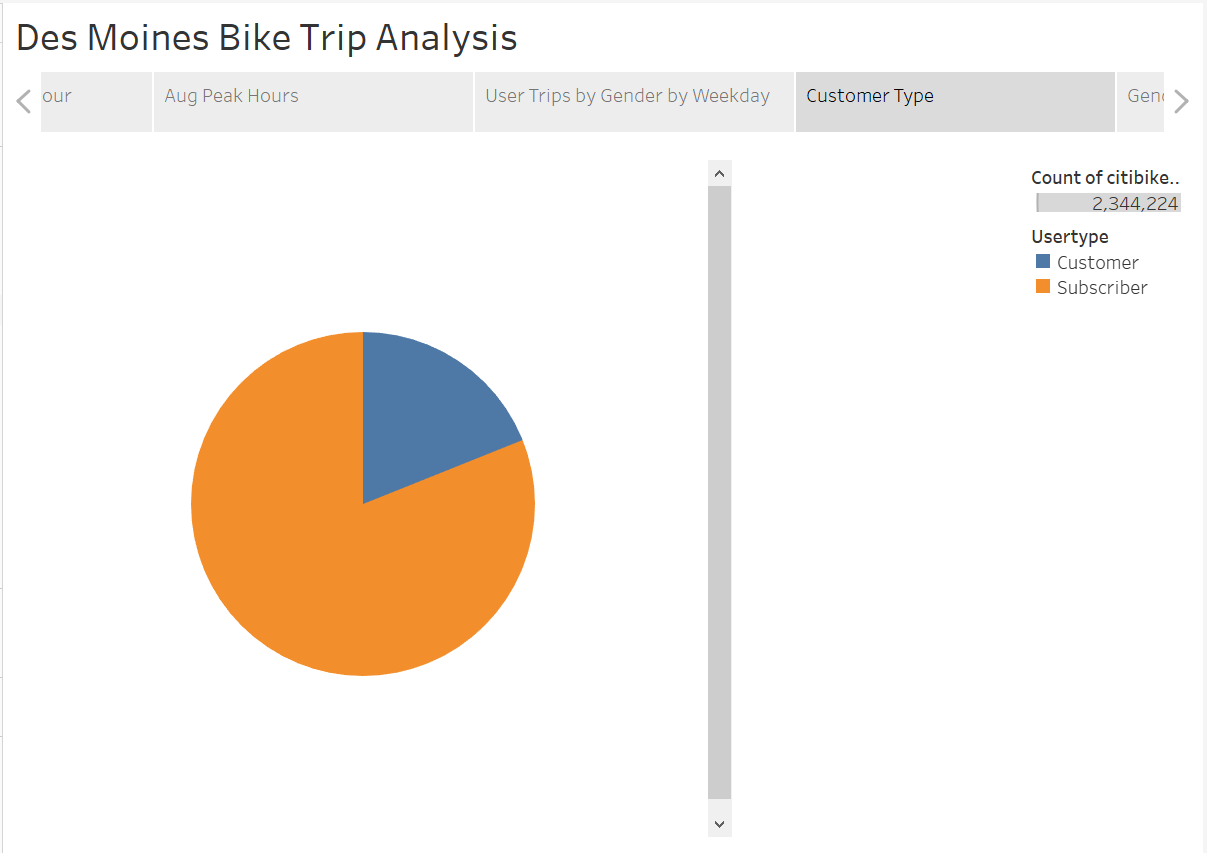 Des Moines Bike Trip Analysis
our
Aug Peak Hours
User Trips by Gender by Weekday
Customer Type
Gen
Count of citibike..
2,344,224
Usertype
Customer
Subscriber